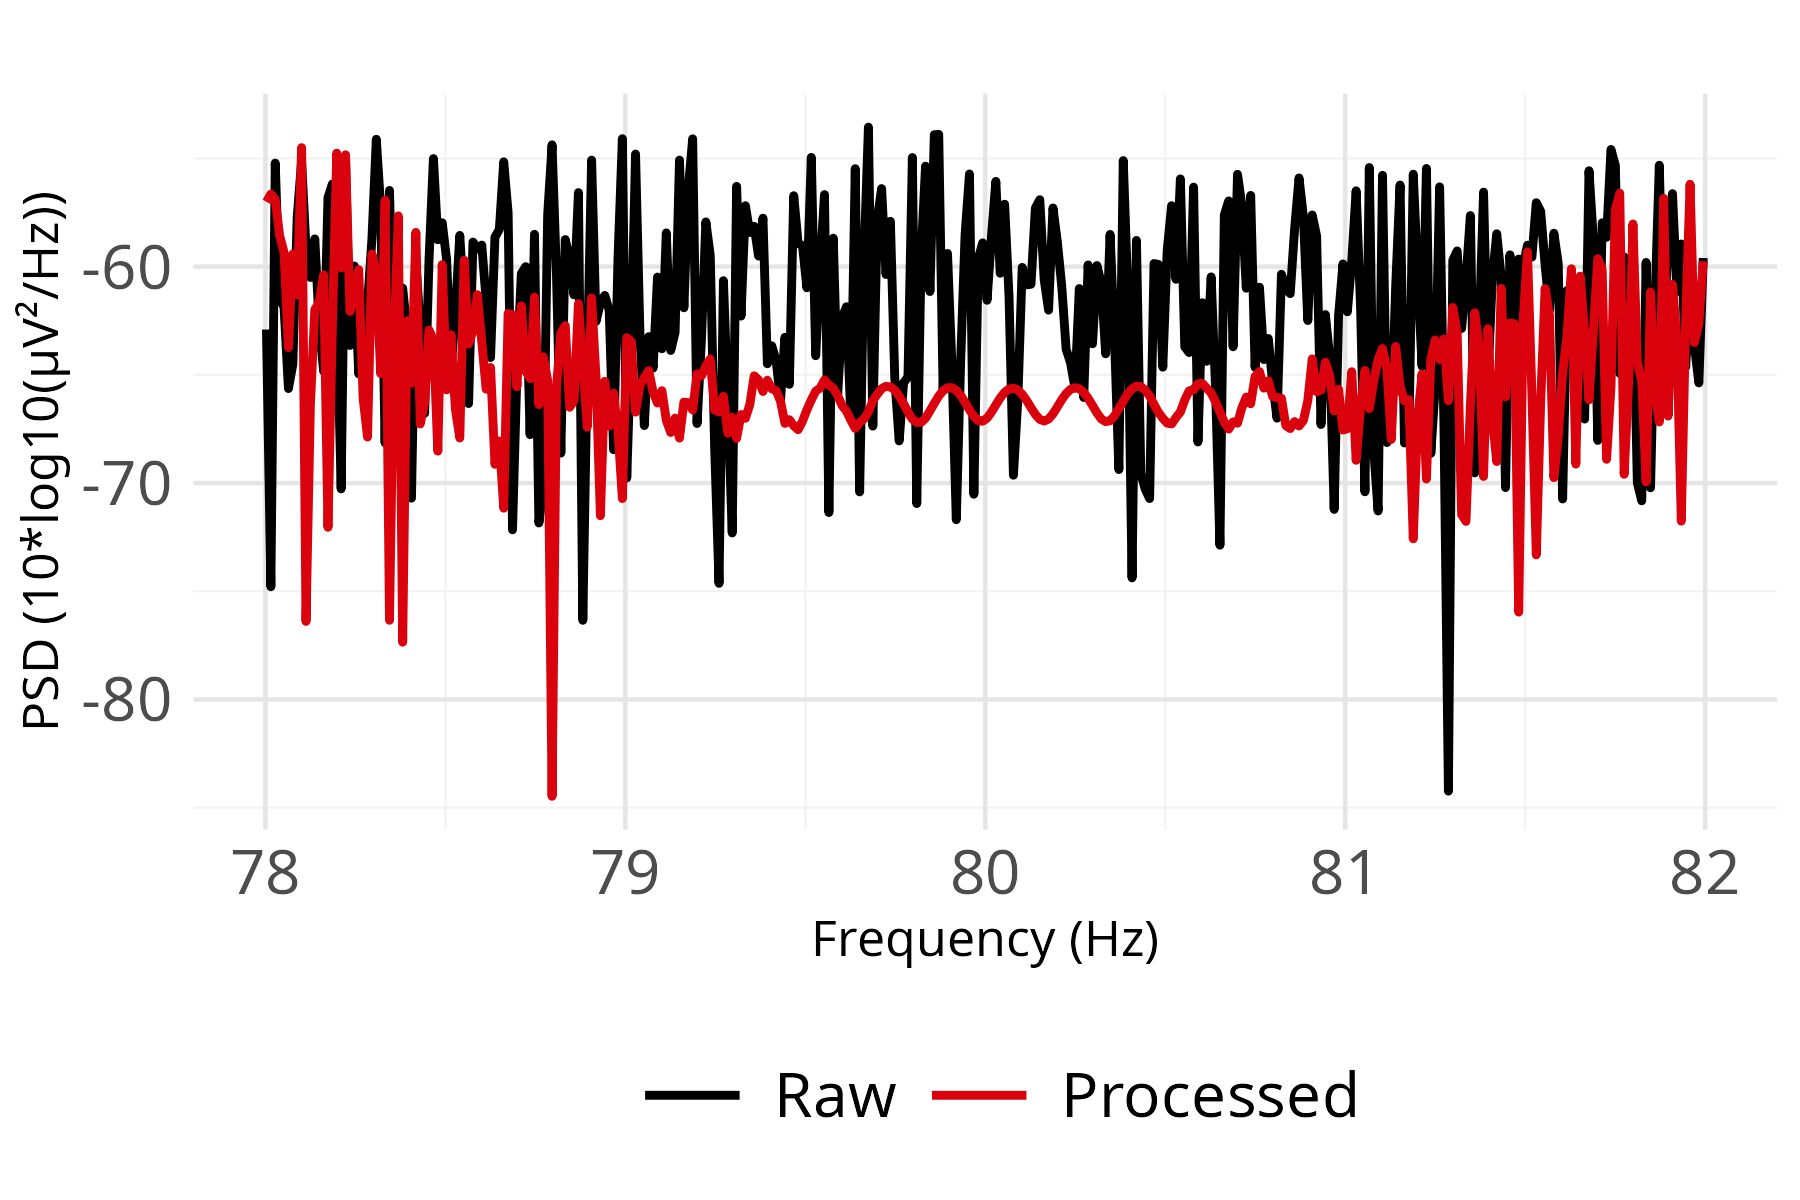 PSD (10*log10(µV²/Hz))
-60
-70
-80
78 79 80 81 82
Frequency (Hz)
Raw Processed